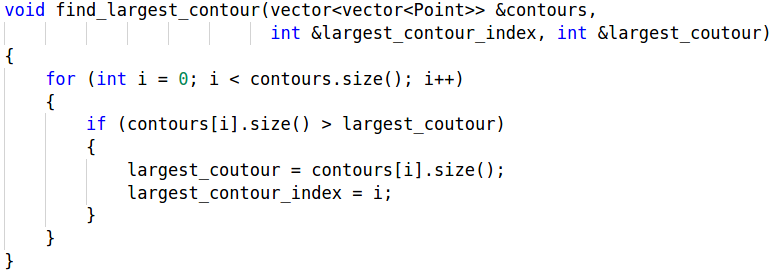 void find_largest_contour(vector<vector<Point>> &contours,
                          int &largest_contour_index, int &largest_coutour)
{
    for (int i = 0; i < contours.size(); i++)
    {
        if (contours[i].size() > largest_coutour)
        {
            largest_coutour = contours[i].size();
            largest_contour_index = i;
        }
    }
}